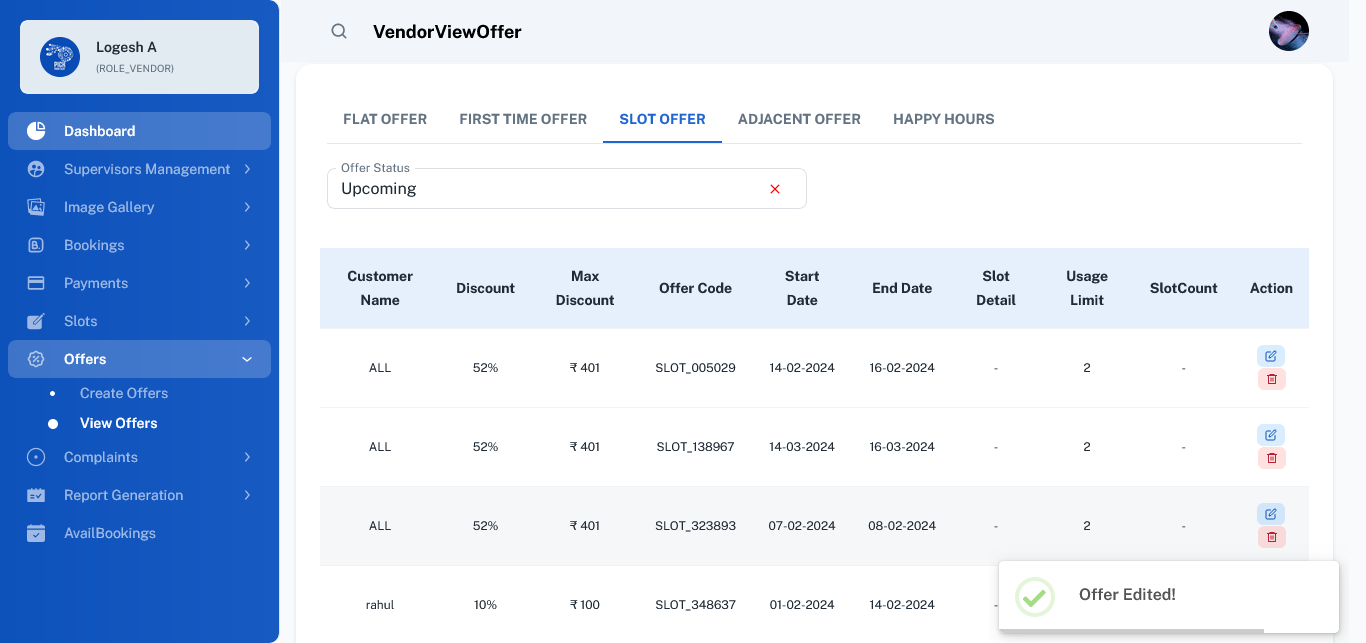 Logesh A
(ROLE_VENDOR)
Dashboard
Supervisors Management
Image Gallery
Bookings
Payments
Slots
Offers
Create Offers
View Offers
Complaints
Report Generation
AvailBookings
VendorViewOffer
FLAT OFFER FIRST TIME OFFER SLOT OFFER ADJACENT OFFER HAPPY HOURS
Offer Status
Upcoming
Customer Name Discount Max Discount Offer Code Start Date End Date Slot Detail Usage Limit SlotCount Action
ALL 52% ₹ 401 SLOT_005029 14-02-2024 16-02-2024 - 2 -
ALL 52% ₹ 401 SLOT_138967 14-03-2024 16-03-2024 - 2 -
ALL 52% ₹ 401 SLOT_323893 07-02-2024 08-02-2024 - 2 -
rahul 10% ₹ 100 SLOT_348637 01-02-2024 14-02-2024 -
Offer Edited!